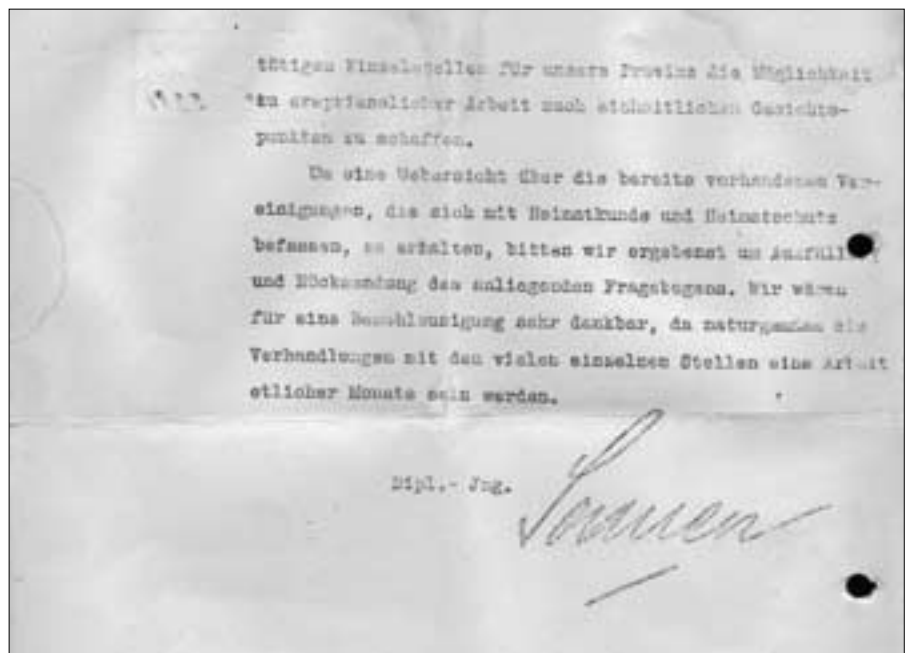 tätigen Einzelstellen für unsere Provinz die Möglichkeit
zu erspriesslicher Arbeit nach einheitlichen Gesichts-
punkten zu schaffen.
Um eine Uebersicht über die bereits vorhandenen Ver-
einigungen, die sich mit Heimatkunde und Heimatschutz
befassen, zu erhalten, bitten wir ergebenst um Ausfüll
und Rücksendung des anliegenden Fragebogens. Wir wären
für eine Beschleunigung sehr dankbar, da naturgemäss die
Verhandlungen mit den vielen einzelnen Stellen eine Arbeit
etlicher Monate sein werden.
Dipl.- Jng.